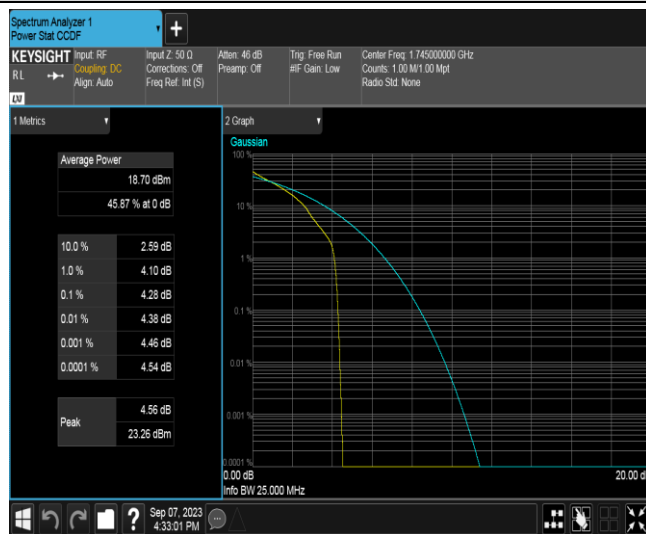 Spectrum Analyzer 1
Power Stat CCDF
+
KEYSIGHT
RL
LXI
Input: RF
Coupling: DC
Align: Auto
Input Z: 50 Ω
Corrections: Off
Freq Ref: Int (S)
Atten: 46 dB
Preamp: Off
Trig: Free Run
#IF Gain: Low
Center Freq: 1.745000000 GHz
Counts: 1.00 M/1.00 Mpt
Radio Std: None
1 Metrics
Average Power
18.70 dBm
45.87 % at 0 dB
10.0 % 2.59 dB
1.0 % 4.10 dB
0.1 % 4.28 dB
0.01 % 4.38 dB
0.001 % 4.46 dB
0.0001 % 4.54 dB
Peak
4.56 dB
23.26 dBm
2 Graph
Gaussian
100 %
10 %
1 %
0.1 %
0.01 %
0.001 %
0.0001 %
0.00 dB
20.00 d
Info BW 25.000 MHz
?
Sep 07, 2023
4:33:01 PM